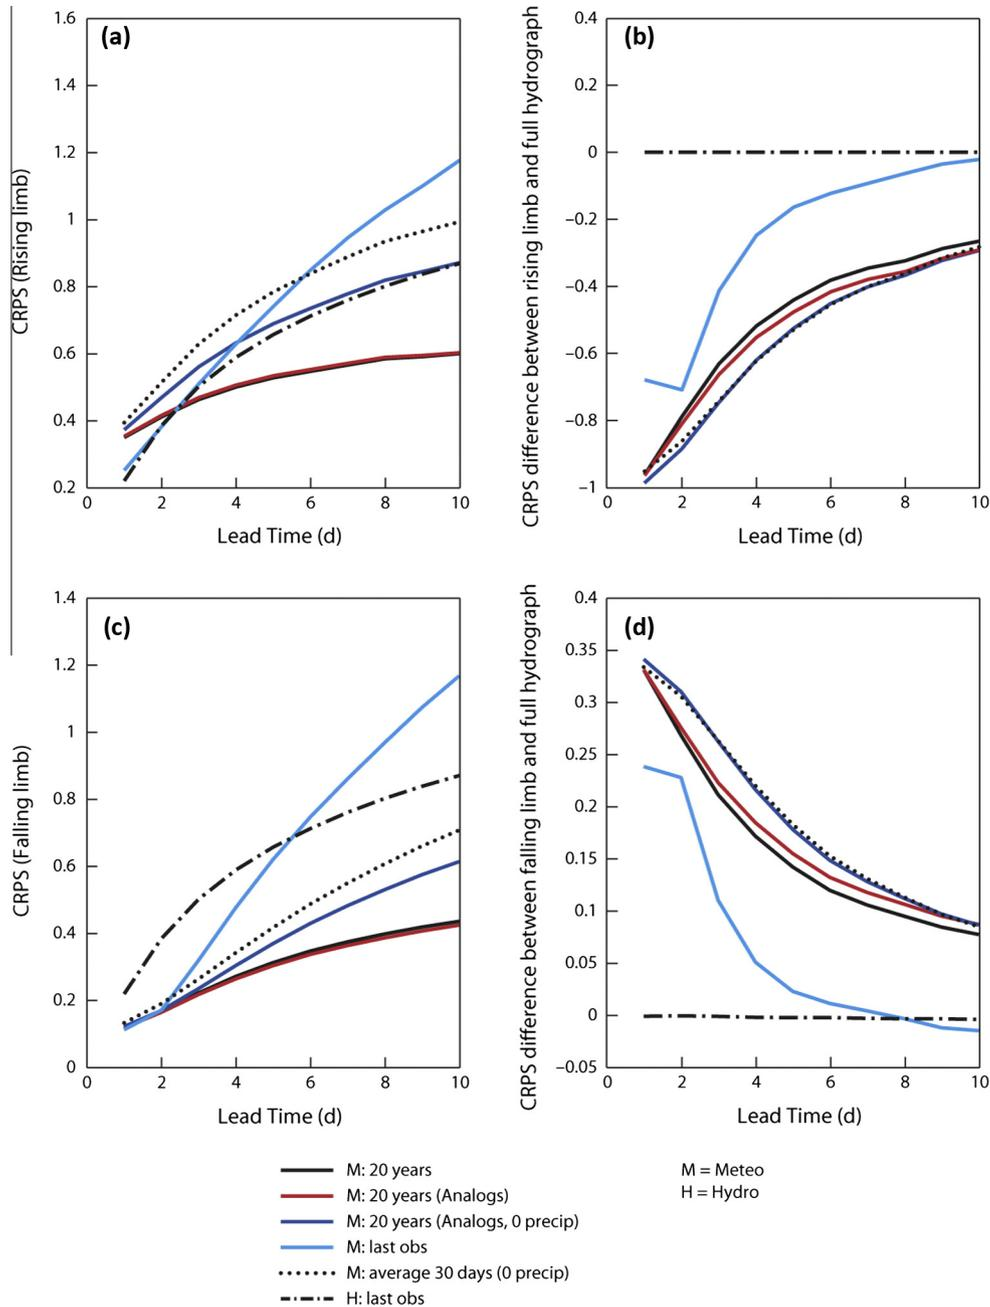 (a)
CRPS (Rising limb)
1.6
1.4
1.2
1
0.8
0.6
0.4
0.2
0 2 4 6 8 10
Lead Time (d)
(b)
CRPS difference between rising limb and full hydrograph
0.4
0.2
0
−0.2
−0.4
−0.6
−0.8
−1
0 2 4 6 8 10
Lead Time (d)
(c)
CRPS (Falling limb)
1.4
1.2
1
0.8
0.6
0.4
0.2
0
0 2 4 6 8 10
Lead Time (d)
(d)
CRPS difference between falling limb and full hydrograph
0.4
0.35
0.3
0.25
0.2
0.15
0.1
0.05
0
−0.05
0 2 4 6 8 10
Lead Time (d)
M: 20 years
M: 20 years (Analogs)
M: 20 years (Analogs, 0 precip)
M: last obs
M: average 30 days (0 precip)
H: last obs
M = Meteo
H = Hydro